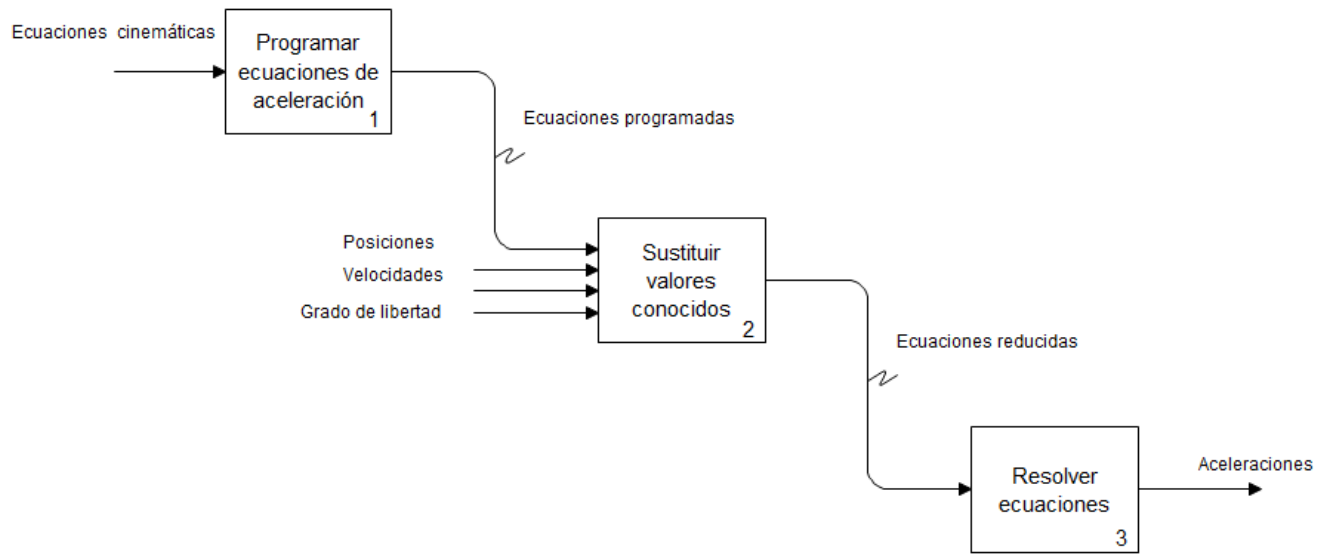 Ecuaciones cinemáticas
Programar
ecuaciones de
aceleración
1
Ecuaciones programadas
Posiciones
Velocidades
Grado de libertad
Sustituir
valores
conocidos
2
Ecuaciones reducidas
Resolver
ecuaciones
3
Aceleraciones